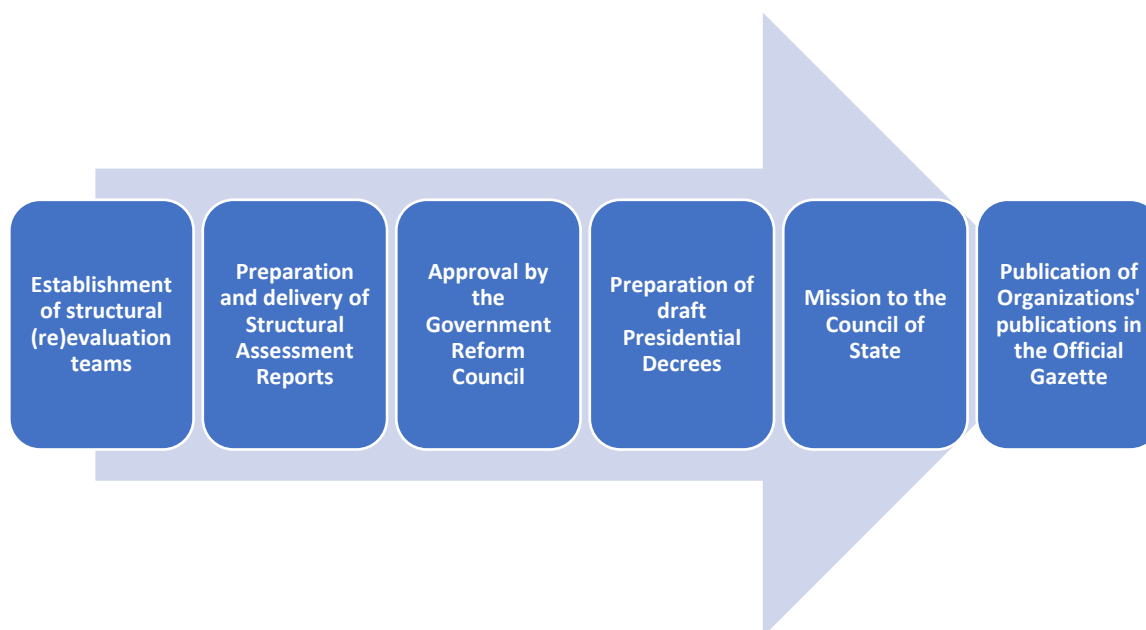 Establishment
of structural
(re)evaluation
teams
Preparation
and delivery of
Structural
Assessment
Reports
Approval by
the
Government
Reform
Council
Preparation of
draft
Presidential
Decrees
Mission to the
Council of
State
Publication of
Organizations'
publications in
the Official
Gazette